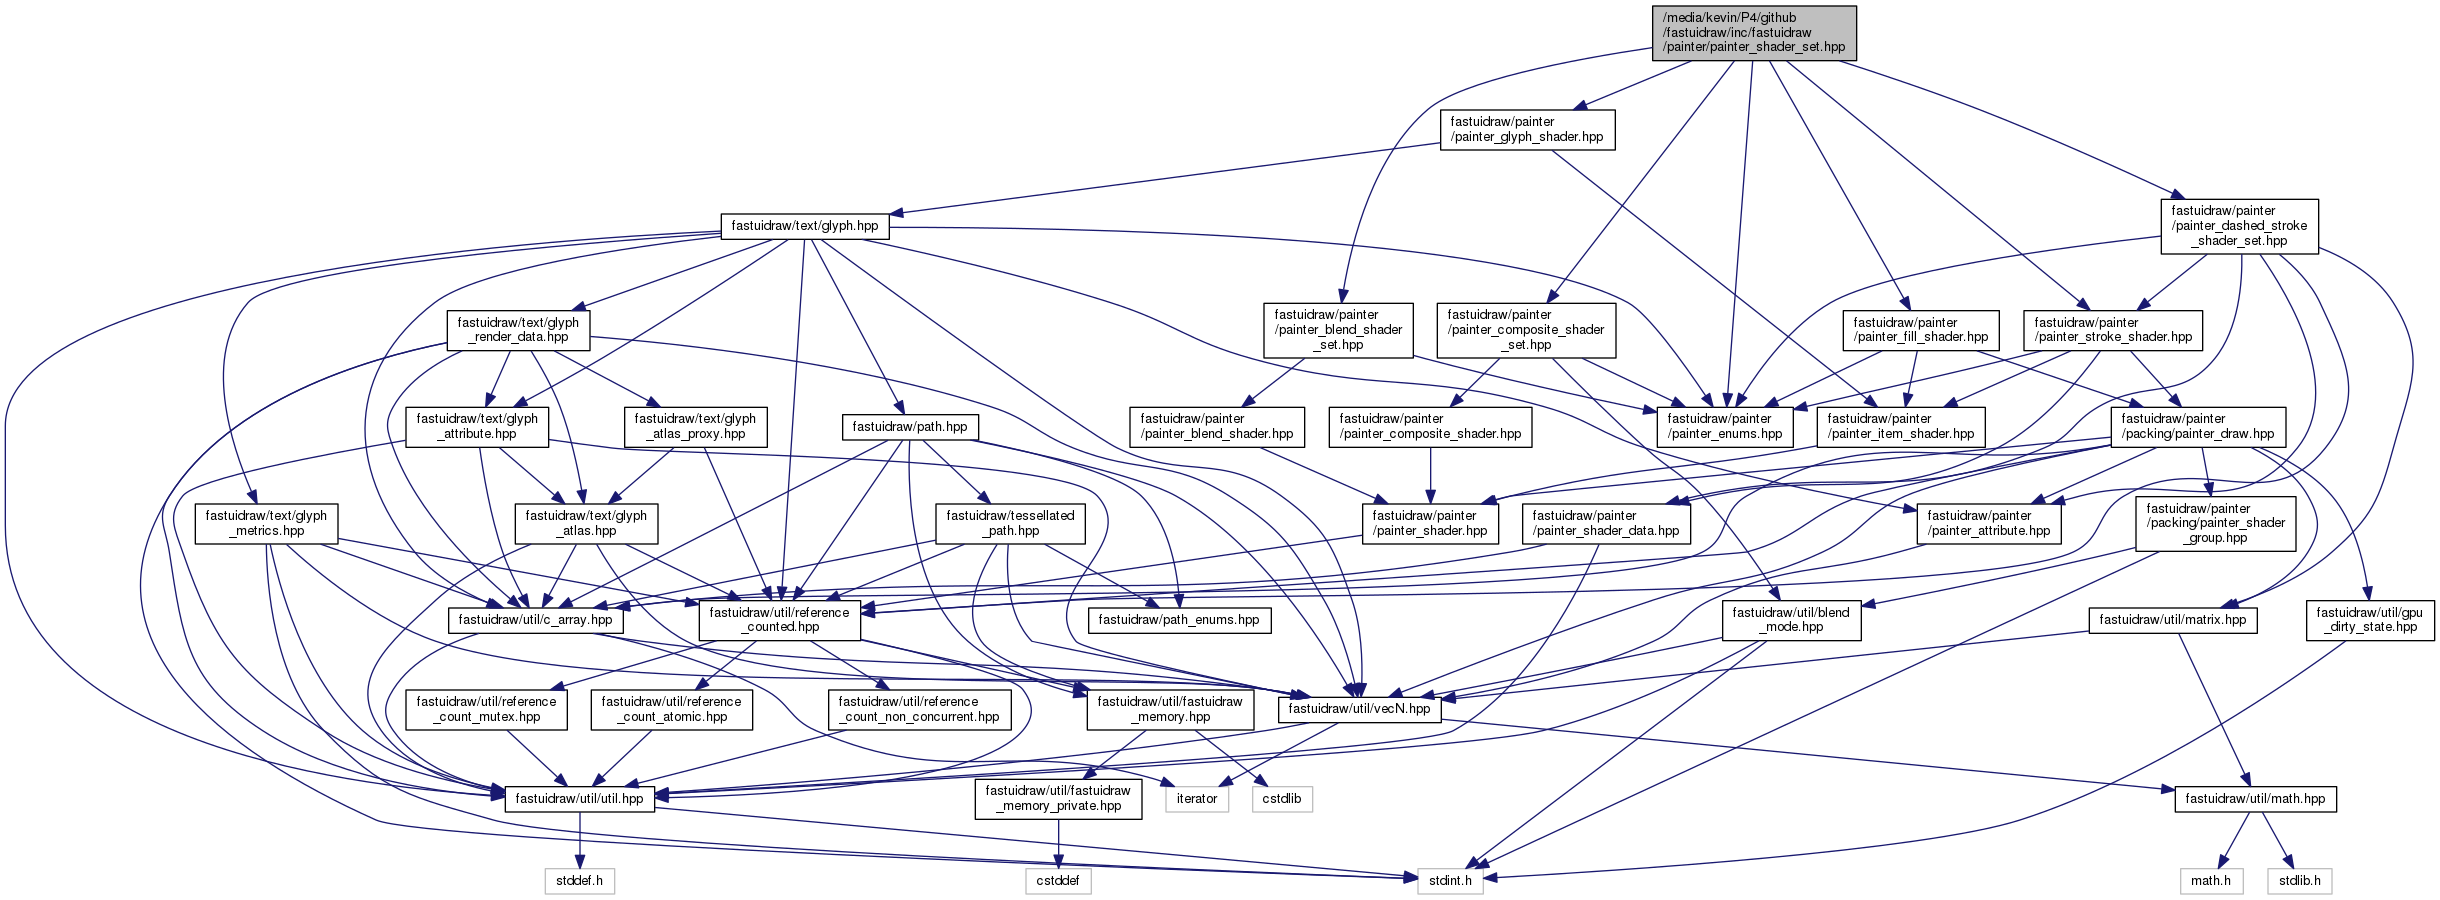 /media/kevin/P4/github
/fastuidraw/inc/fastuidraw
/painter/painter_shader_set.hpp
fastuidraw/painter
/painter_glyph_shader.hpp
fastuidraw/text/glyph.hpp
fastuidraw/painter
/painter_dashed_stroke
_shader_set.hpp
fastuidraw/text/glyph
_render_data.hpp
fastuidraw/painter
/painter_blend_shader
_set.hpp
fastuidraw/painter
/painter_composite_shader
_set.hpp
fastuidraw/painter
/painter_fill_shader.hpp
fastuidraw/painter
/painter_stroke_shader.hpp
fastuidraw/text/glyph
_attribute.hpp
fastuidraw/text/glyph
_atlas_proxy.hpp
fastuidraw/path.hpp
fastuidraw/painter
/painter_blend_shader.hpp
fastuidraw/painter
/painter_composite_shader.hpp
fastuidraw/painter
/painter_enums.hpp
fastuidraw/painter
/painter_item_shader.hpp
fastuidraw/painter
/packing/painter_draw.hpp
fastuidraw/text/glyph
_metrics.hpp
fastuidraw/text/glyph
_atlas.hpp
fastuidraw/tessellated
_path.hpp
fastuidraw/painter
/painter_shader.hpp
fastuidraw/painter
/painter_shader_data.hpp
fastuidraw/painter
/painter_attribute.hpp
fastuidraw/painter
/packing/painter_shader
_group.hpp
fastuidraw/util/c_array.hpp
fastuidraw/util/reference
_counted.hpp
fastuidraw/path_enums.hpp
fastuidraw/util/blend
_mode.hpp
fastuidraw/util/matrix.hpp
fastuidraw/util/gpu
_dirty_state.hpp
fastuidraw/util/reference
_count_mutex.hpp
fastuidraw/util/reference
_count_atomic.hpp
fastuidraw/util/reference
_count_non_concurrent.hpp
fastuidraw/util/fastuidraw
_memory.hpp
fastuidraw/util/vecN.hpp
fastuidraw/util/util.hpp
fastuidraw/util/fastuidraw
_memory_private.hpp
iterator
cstdlib
fastuidraw/util/math.hpp
stddef.h
cstddef
stdint.h
math.h
stdlib.h